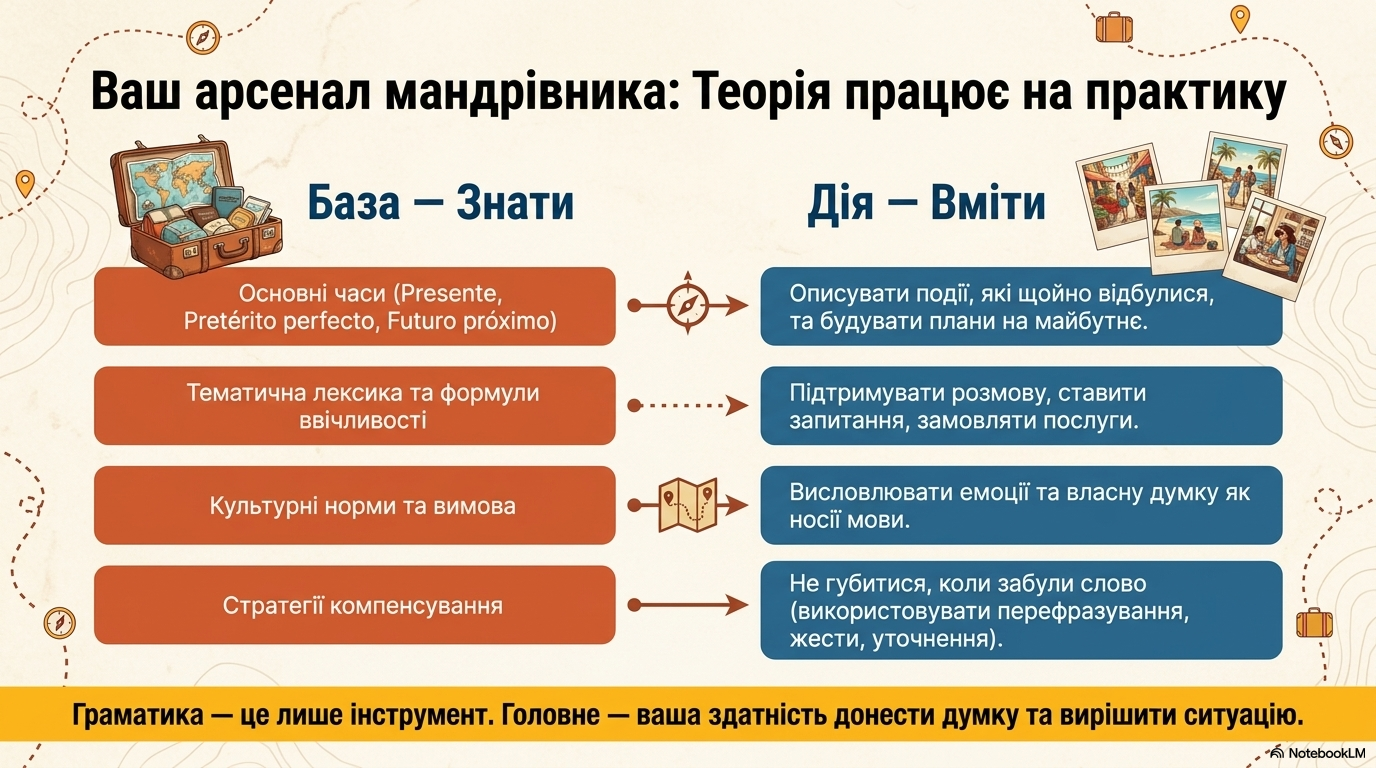 Ваш арсенал мандрівника: Теорія працює на практику
База — Знати
Дія — Вміти
Основні часи (Presente,
Pretérito perfecto, Futuro próximo)
Описувати події, які щойно відбулися,
та будувати плани на майбутнє.
Тематична лексика та формули
ввічливості
Підтримувати розмову, ставити
запитання, замовляти послуги.
Культурні норми та вимова
Висловлювати емоції та власну думку як
носії мови.
Стратегії компенсування
Не губитися, коли забули слово
(використовувати перефразування,
жести, уточнення).
Граматика — це лише інструмент. Головне — ваша здатність донести думку та вирішити ситуацію.
NotebookLM